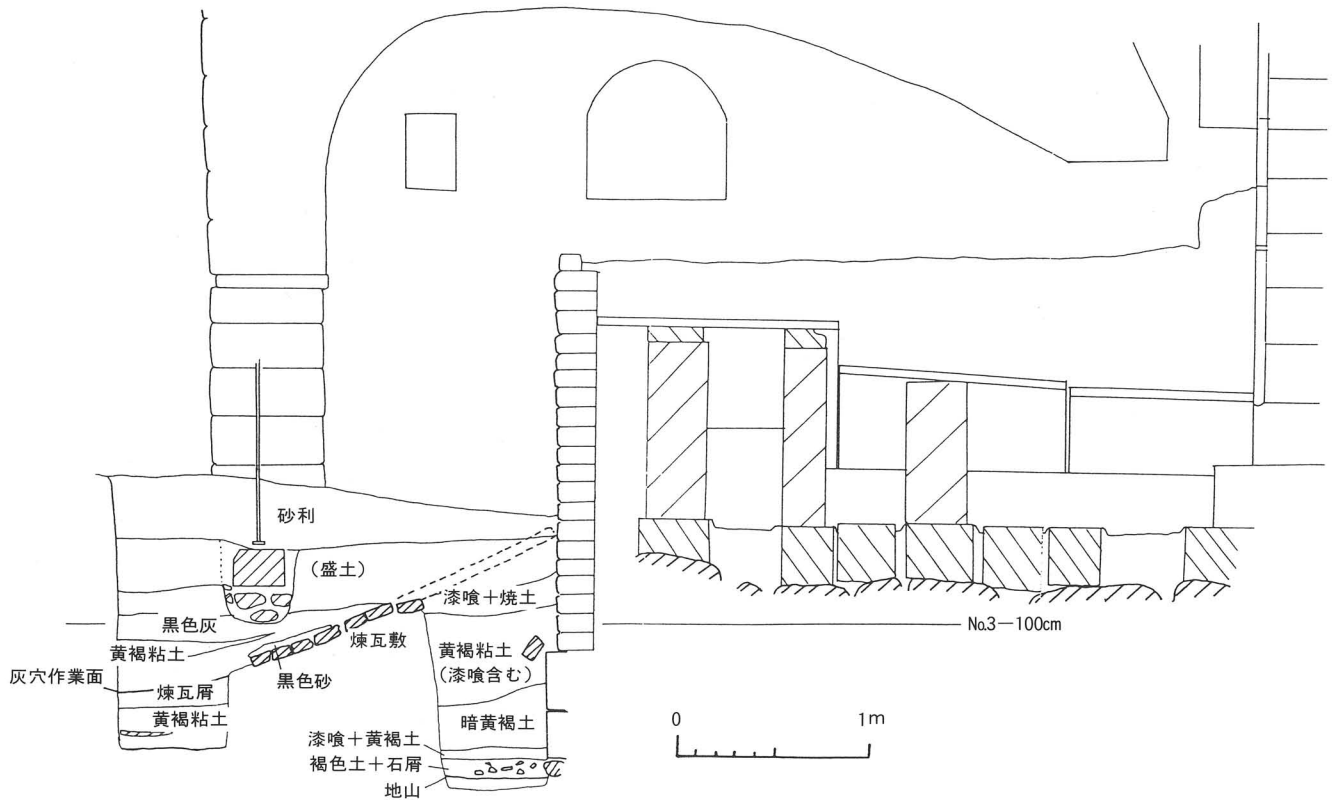 砂利
(盛土)
漆喰+焼土
黒色灰
No.3－100cm
煉瓦敷
黄褐粘土
(漆喰含む)
黄褐粘土
灰穴作業面
黒色砂
煉瓦屑
黄褐粘土
暗黄褐土
0 1m
漆喰+黄褐土
褐色土+石屑
地山